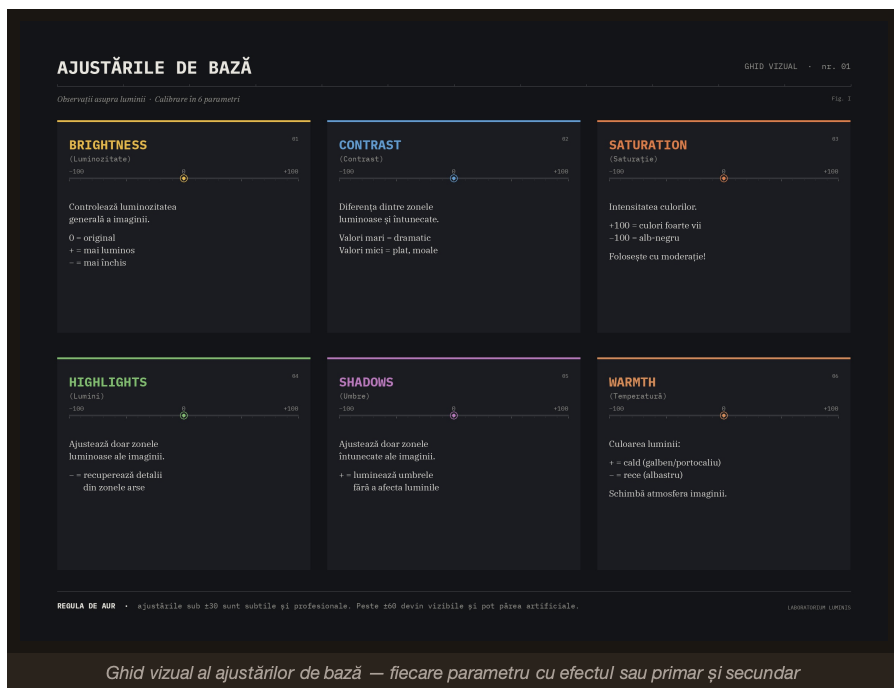 AJUSTĂRILE DE BAZĂ
GHID VIZUAL · nr. 01
Observații asupra luminii · Calibrare în 6 parametri
Fig. I
BRIGHTNESS
01
(Luminozitate)
-100 0 +100
Controlează luminozitatea
generală a imaginii.
0 = original
+ = mai luminos
− = mai închis
CONTRAST
02
(Contrast)
-100 0 +100
Diferența dintre zonele
luminoase și întunecate.
Valori mari = dramatic
Valori mici = plat, moale
SATURATION
03
(Saturație)
-100 0 +100
Intensitatea culorilor.
+100 = culori foarte vii
−100 = alb-negru
Folosește cu moderație!
HIGHLIGHTS
04
(Lumini)
-100 0 +100
Ajustează doar zonele
luminoase ale imaginii.
− = recuperează detalii
din zonele arse
SHADOWS
05
(Umbre)
-100 0 +100
Ajustează doar zonele
întunecate ale imaginii.
+ = luminează umbrele
fără a afecta luminile
WARMTH
06
(Temperatură)
-100 0 +100
Culoarea luminii:
+ = cald (galben/portocaliu)
− = rece (albastru)
Schimbă atmosfera imaginii.
REGULA DE AUR · ajustările sub ±30 sunt subtile și profesionale. Peste ±60 devin vizibile și pot părea artificiale.
LABORATORIUM LUMINIS
Ghid vizual al ajustărilor de bază — fiecare parametru cu efectul sau primar și secundar